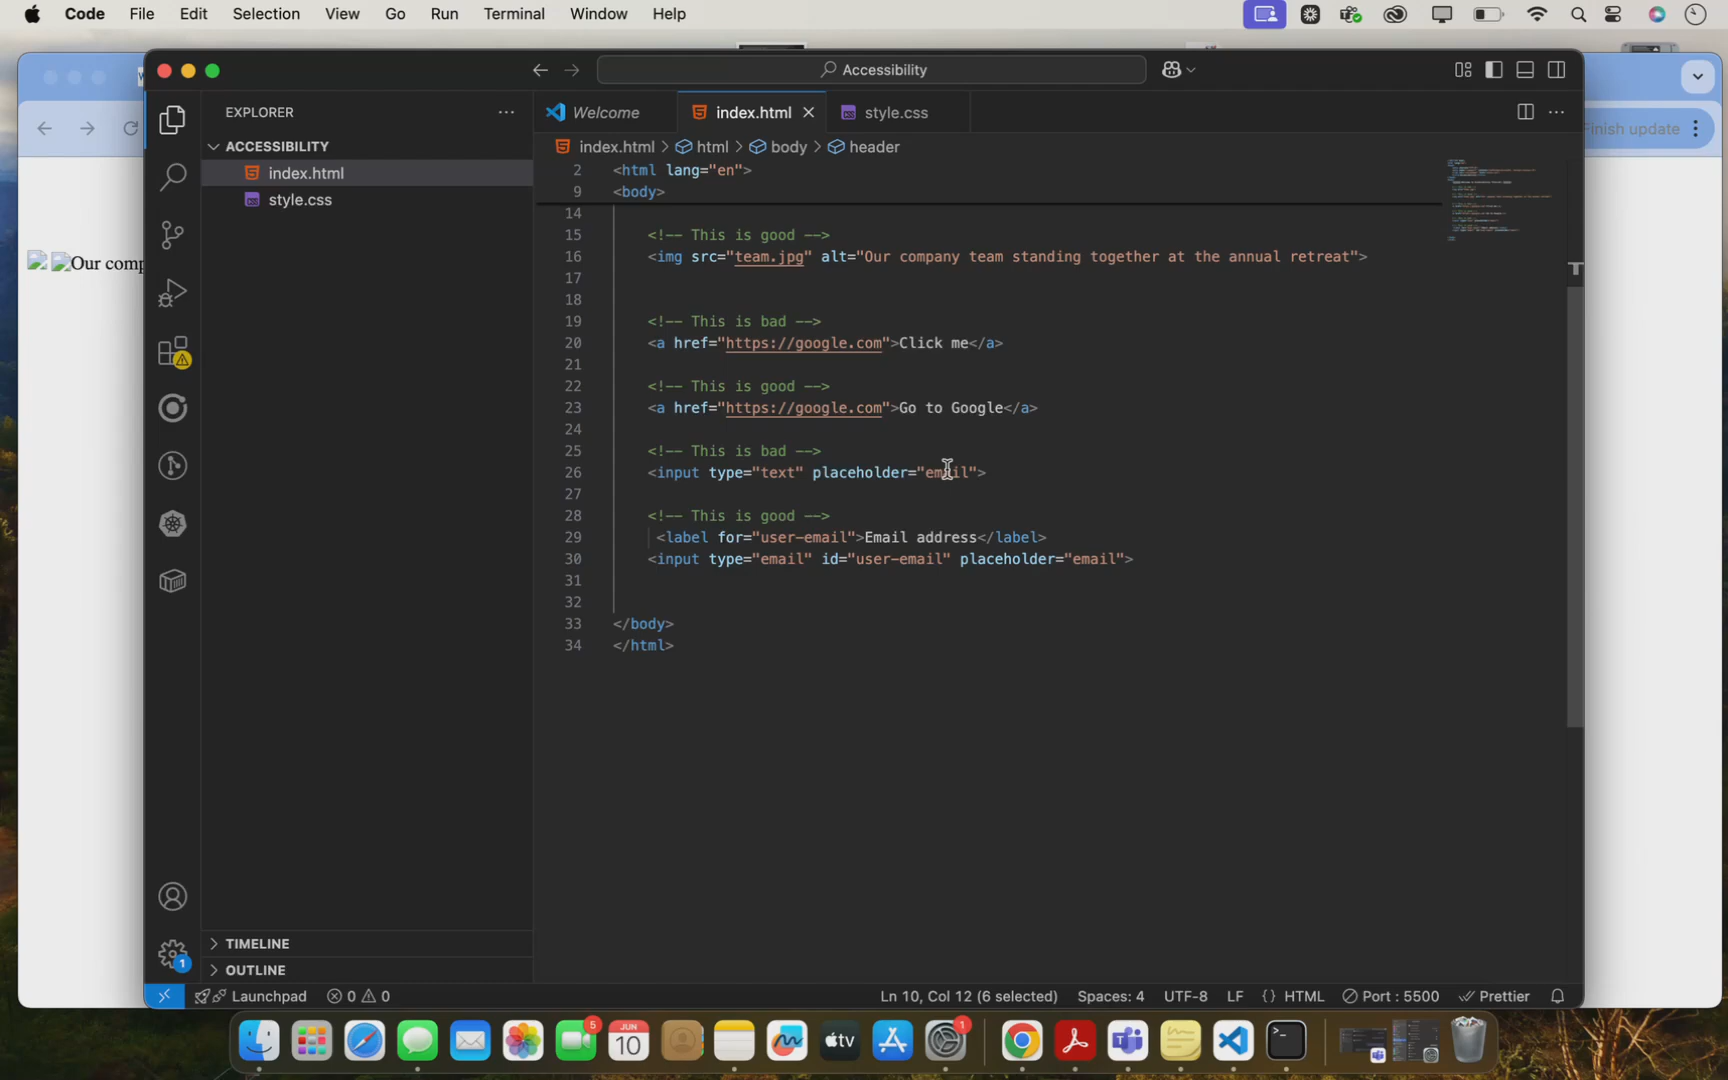 Code File Edit Selection View Go Run Terminal Window Help
Accessibility
Finish update
EXPLORER
Welcome index.html style.css
ACCESSIBILITY
index.html
style.css
index.html > html > body > header
2 <html lang="en">
9 <body>
14
15 <!-- This is good -->
16 <img src="team.jpg" alt="Our company team standing together at the annual retreat">
17
18
19 <!-- This is bad -->
20 <a href="https://google.com">Click me</a>
21
22 <!-- This is good -->
23 <a href="https://google.com">Go to Google</a>
24
25 <!-- This is bad -->
26 <input type="text" placeholder="email">
27
28 <!-- This is good -->
29 <label for="user-email">Email address</label>
30 <input type="email" id="user-email" placeholder="email">
31
32
33 </body>
34 </html>
Our comp
TIMELINE
OUTLINE
1
Launchpad 0 0 Ln 10, Col 12 (6 selected) Spaces: 4 UTF-8 LF {} HTML Port : 5500 Prettier
5 JUN 10 tv 1